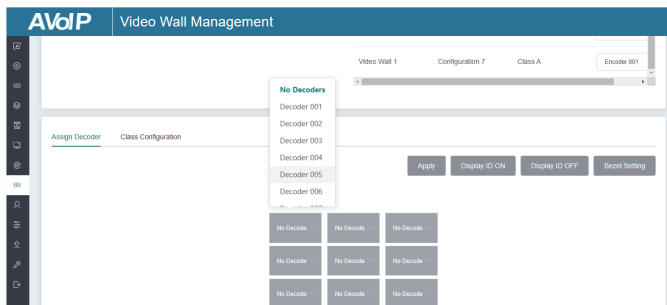 AVoIP Video Wall Management
Video Wall 1 Configuration 7 Class A Encoder 001
No Decoders
Decoder 001
Decoder 002
Decoder 003
Decoder 004
Decoder 005
Decoder 006
Assign Decoder Class Configuration
Apply Display ID ON Display ID OFF Bezel Setting
No Decode No Decode No Decode
No Decode No Decode No Decode
No Decode No Decode No Decode